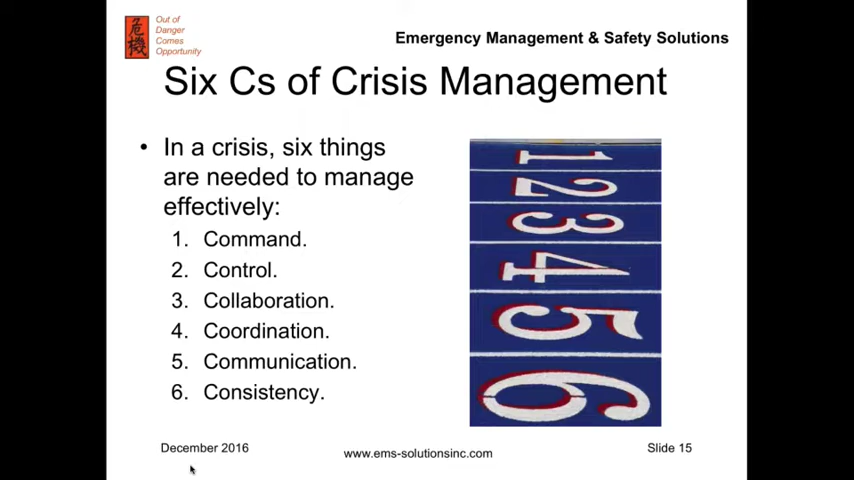 危
機
Out of
Danger
Comes
Opportunity
Emergency Management & Safety Solutions
Six Cs of Crisis Management
• In a crisis, six things
are needed to manage
effectively:
1. Command.
2. Control.
3. Collaboration.
4. Coordination.
5. Communication.
6. Consistency.
1
2
3
4
5
6
December 2016
www.ems-solutionsinc.com
Slide 15